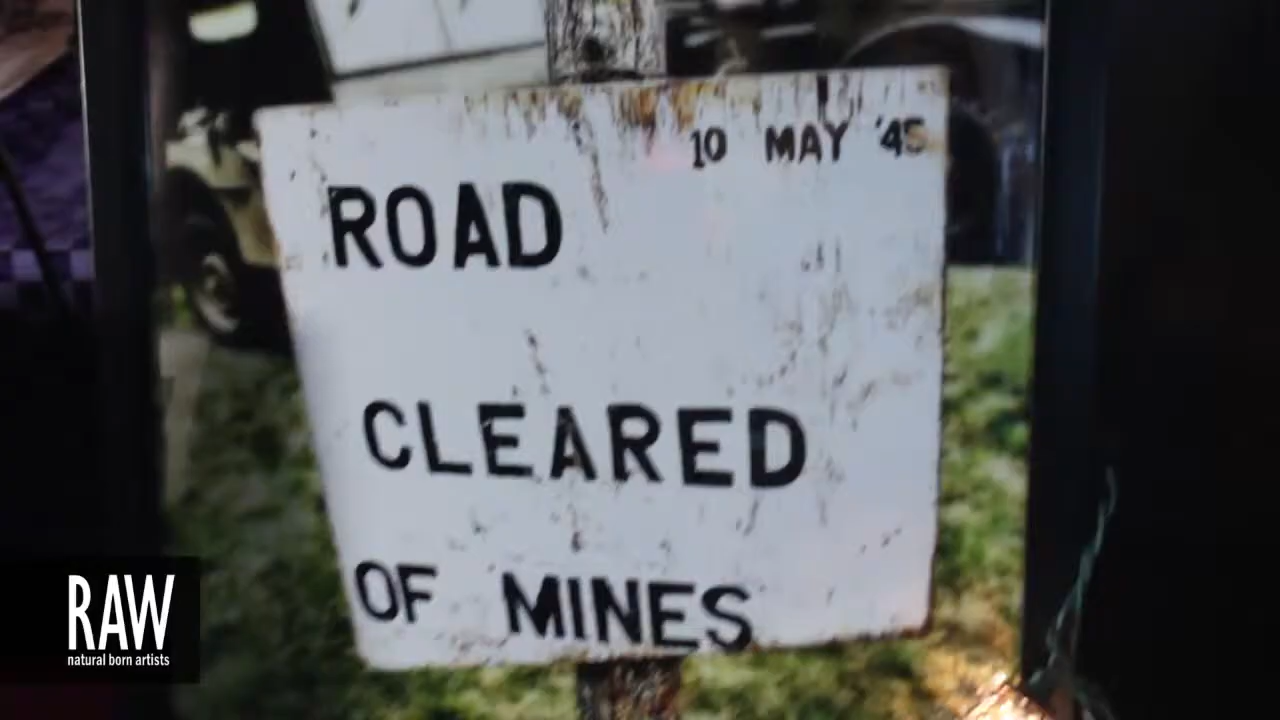 10 MAY '45
ROAD
CLEARED
OF MINES
RAW
natural born artists